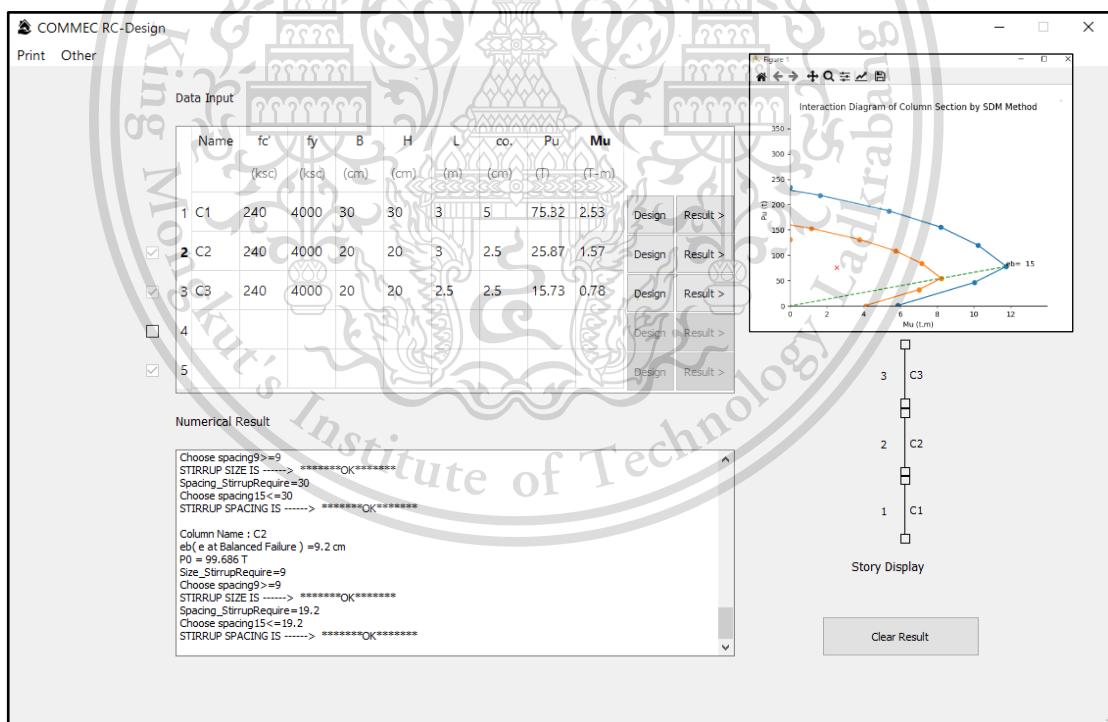 COMMEC RC-Design
Print Other
Data Input
Name fc' fy B H L co. Pu Mu
(ksc) (ksc) (cm) (cm) (m) (cm) (T) (T-m)
1 C1 240 4000 30 30 3 5 75.32 2.53 Design Result >
2 C2 240 4000 20 20 3 2.5 25.87 1.57 Design Result >
3 C3 240 4000 20 20 2.5 2.5 15.73 0.78 Design Result >
4 Design Result >
5 Design Result >
Figure 1
Interaction Diagram of Column Section by SDM Method
Pu (t)
350
300
250
200
150
100
50
0
eb= 15
0 2 4 6 8 10 12
Mu (t.m)
3 C3
2 C2
1 C1
Story Display
Clear Result
Numerical Result
Choose spacing9>=9
STIRRUP SIZE IS ------> *******OK*******
Spacing_StirrupRequire=30
Choose spacing15<=30
STIRRUP SPACING IS ------> *******OK*******
Column Name : C2
eb( e at Balanced Failure ) =9.2 cm
P0 = 99.686 T
Size_StirrupRequire=9
Choose spacing9>=9
STIRRUP SIZE IS ------> *******OK*******
Spacing_StirrupRequire=19.2
Choose spacing15<=19.2
STIRRUP SPACING IS ------> *******OK*******
King Mongkut's Institute of Technology Ladkrabang